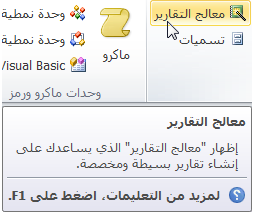 معالج التقارير
تسميات
ماكرو
وحدة نمطية
وحدة نمطية
Visual Basic
وحدات ماكرو ورمز
معالج التقارير
إظهار "معالج التقارير" الذي يساعدك على
إنشاء تقارير بسيطة ومخصصة.
لمزيد من التعليمات، اضغط على F1.